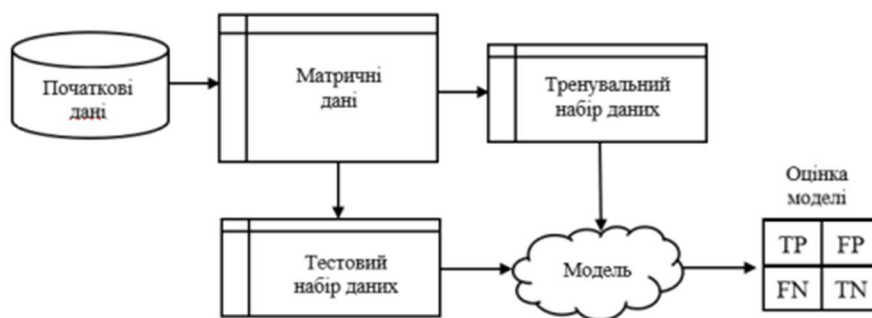 Початкові
дані
Матричні
дані
Тренувальний
набір даних
Тестовий
набір даних
Модель
Оцінка
моделі
TP FP
FN TN